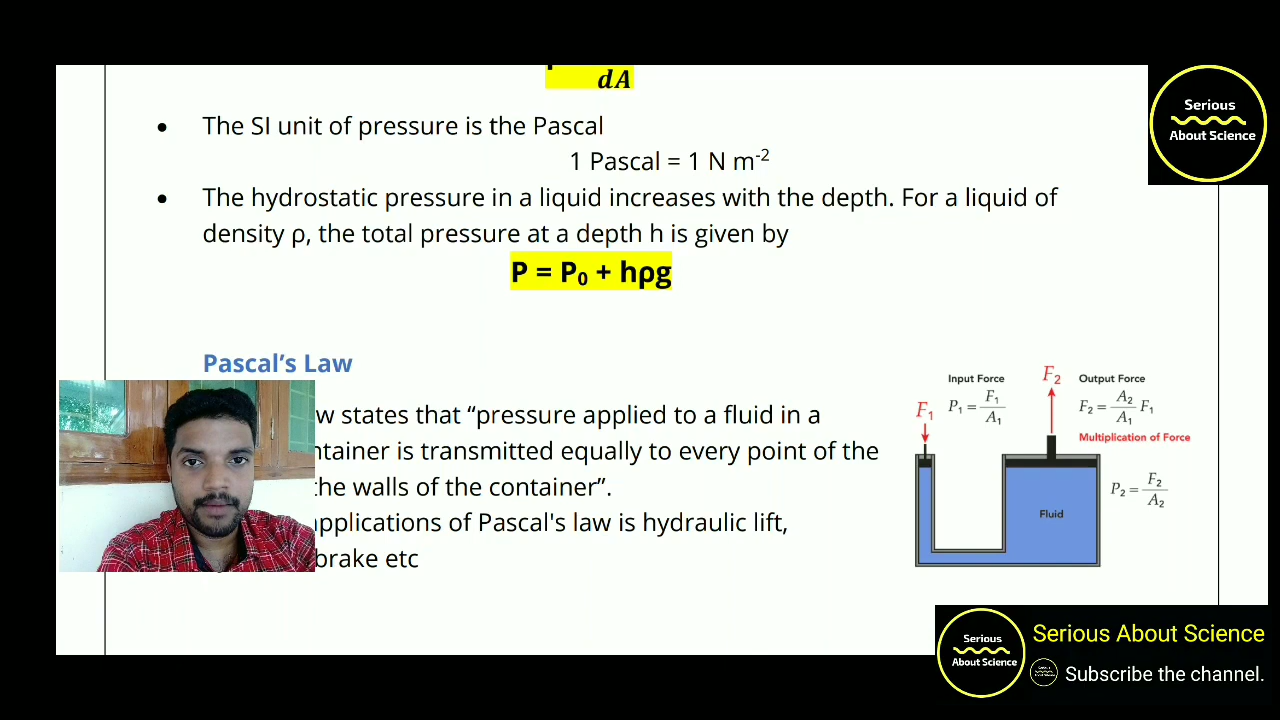 dA
Serious
About Science
• The SI unit of pressure is the Pascal
1 Pascal = 1 N m⁻²
• The hydrostatic pressure in a liquid increases with the depth. For a liquid of
density ρ, the total pressure at a depth h is given by
P = P₀ + hρg
Pascal's Law
w states that “pressure applied to a fluid in a
ntainer is transmitted equally to every point of the
the walls of the container”.
applications of Pascal's law is hydraulic lift,
brake etc
F₁
Input Force
P₁ = F₁/A₁
F₂
Output Force
F₂ = A₂/A₁ F₁
Multiplication of Force
P₂ = F₂/A₂
Fluid
Serious
About Science
Serious About Science
Subscribe the channel.